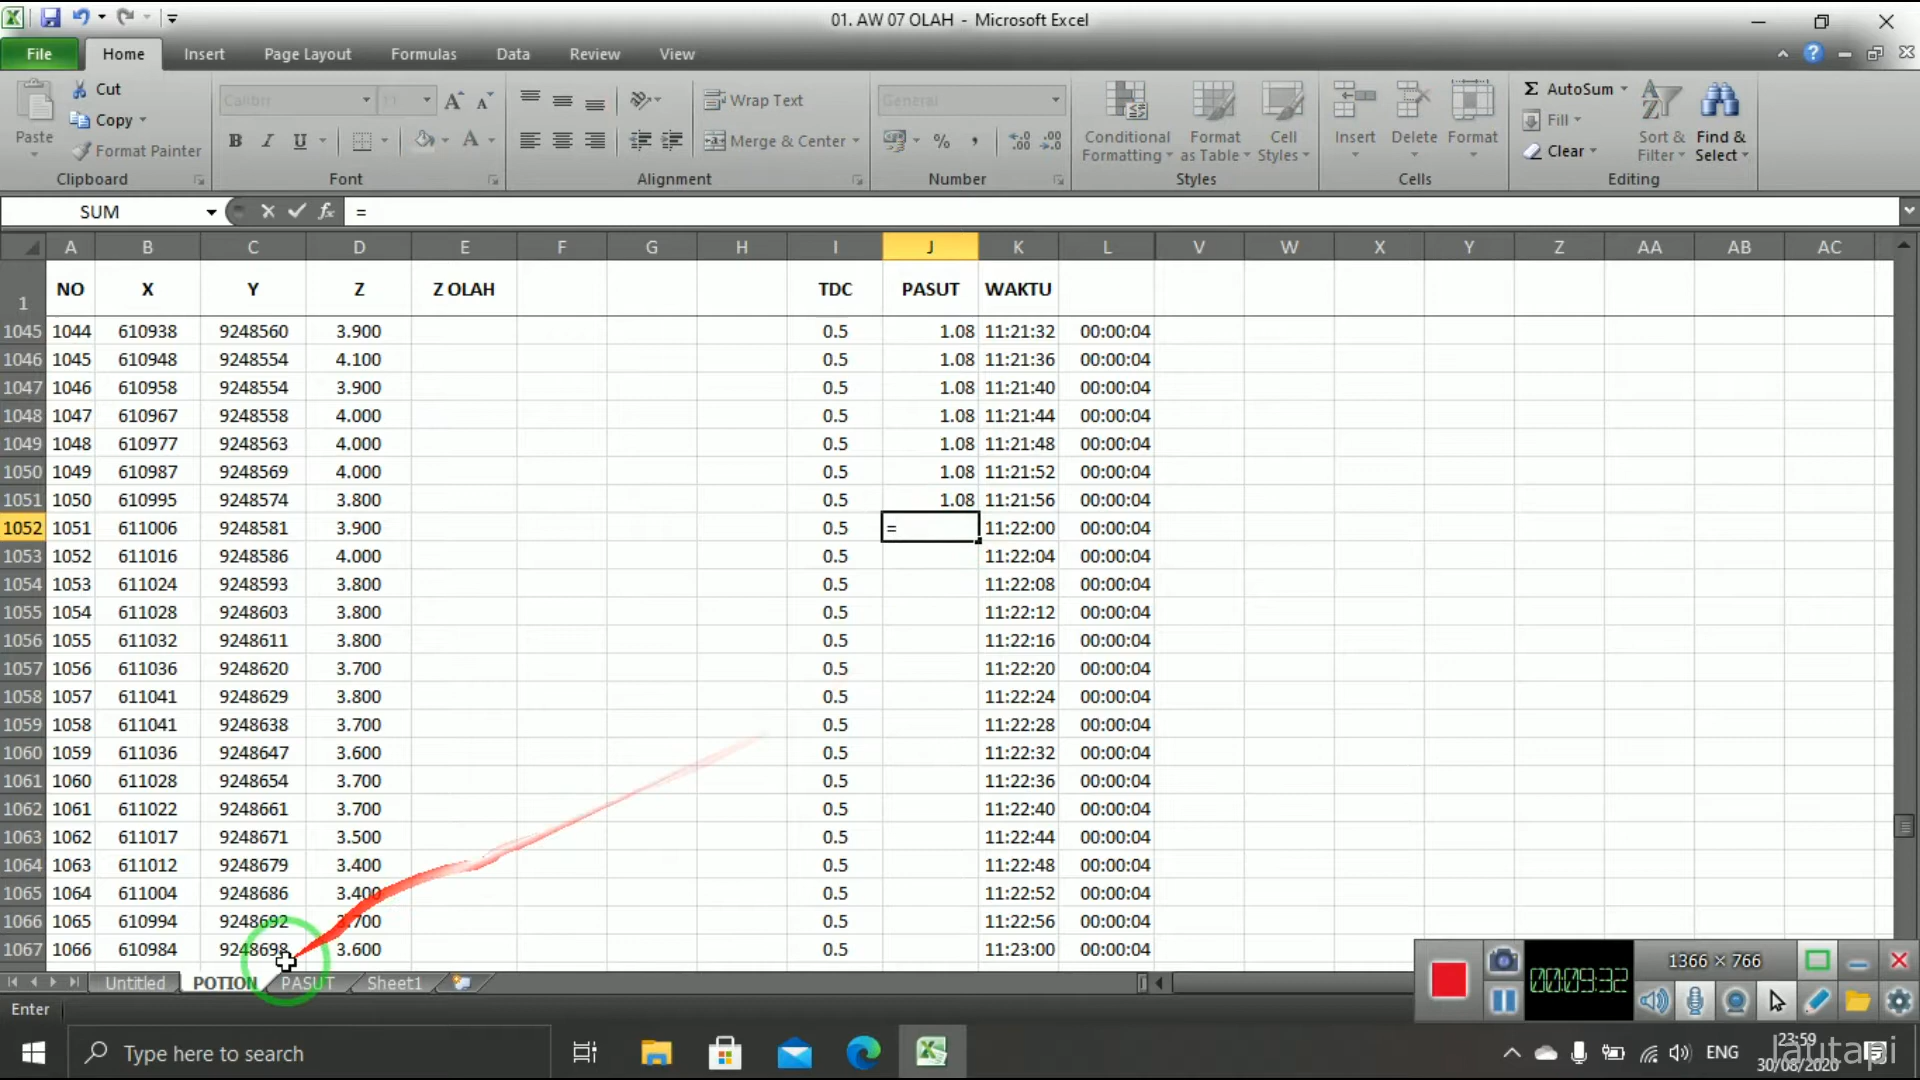 01. AW 07 OLAH - Microsoft Excel
File Home Insert Page Layout Formulas Data Review View
Paste Cut Copy Format Painter Clipboard
Calibri 11 B I U Font
Wrap Text Merge & Center Alignment
General % , Number
Conditional Formatting Format as Table Cell Styles Styles
Insert Delete Format Cells
Σ AutoSum Fill Clear Sort & Filter Find & Select Editing
SUM fx =
A B C D E F G H I J K L V W X Y Z AA AB AC
1 NO X Y Z Z OLAH TDC PASUT WAKTU
1045 1044 610938 9248560 3.900 0.5 1.08 11:21:32 00:00:04
1046 1045 610948 9248554 4.100 0.5 1.08 11:21:36 00:00:04
1047 1046 610958 9248554 3.900 0.5 1.08 11:21:40 00:00:04
1048 1047 610967 9248558 4.000 0.5 1.08 11:21:44 00:00:04
1049 1048 610977 9248563 4.000 0.5 1.08 11:21:48 00:00:04
1050 1049 610987 9248569 4.000 0.5 1.08 11:21:52 00:00:04
1051 1050 610995 9248574 3.800 0.5 1.08 11:21:56 00:00:04
1052 1051 611006 9248581 3.900 0.5 = 11:22:00 00:00:04
1053 1052 611016 9248586 4.000 0.5 11:22:04 00:00:04
1054 1053 611024 9248593 3.800 0.5 11:22:08 00:00:04
1055 1054 611028 9248603 3.800 0.5 11:22:12 00:00:04
1056 1055 611032 9248611 3.800 0.5 11:22:16 00:00:04
1057 1056 611036 9248620 3.700 0.5 11:22:20 00:00:04
1058 1057 611041 9248629 3.800 0.5 11:22:24 00:00:04
1059 1058 611041 9248638 3.700 0.5 11:22:28 00:00:04
1060 1059 611036 9248647 3.600 0.5 11:22:32 00:00:04
1061 1060 611028 9248654 3.700 0.5 11:22:36 00:00:04
1062 1061 611022 9248661 3.700 0.5 11:22:40 00:00:04
1063 1062 611017 9248671 3.500 0.5 11:22:44 00:00:04
1064 1063 611012 9248679 3.400 0.5 11:22:48 00:00:04
1065 1064 611004 9248686 3.400 0.5 11:22:52 00:00:04
1066 1065 610994 9248692 3.700 0.5 11:22:56 00:00:04
1067 1066 610984 9248698 3.600 0.5 11:23:00 00:00:04
Untitled POTION PASUT Sheet1
00:09:32 1366 × 766
Enter
Type here to search
ENG 23:59
30/08/2020
lautapi